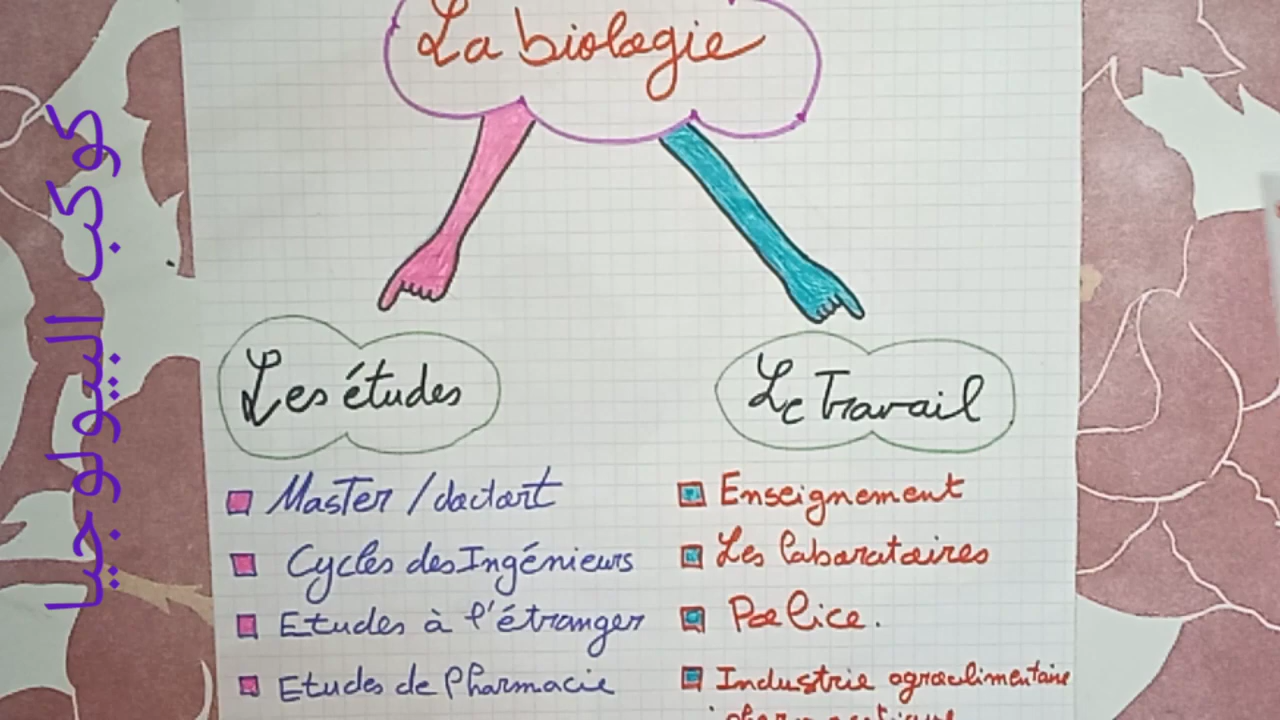 La biologie
كوكب البيولوجيا
Les études
Le Travail
Master / doctort
Cycles des Ingénieurs
Etudes à l'étranger
Etudes de Pharmacie
Enseignement
Les laboratoires
Police.
Industrie agroalimentaire